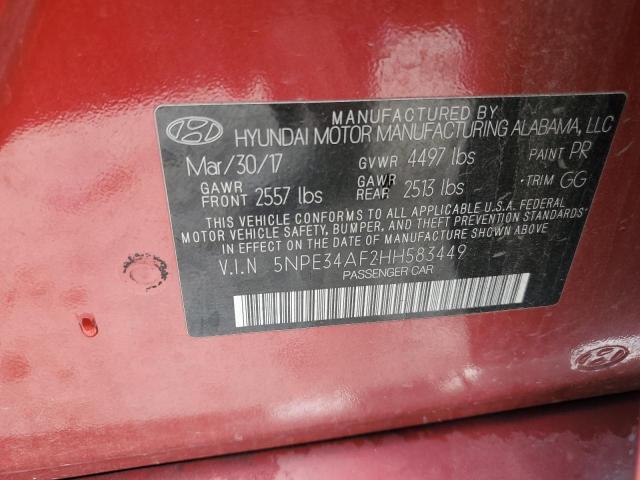 MANUFACTURED BY
HYUNDAI MOTOR MANUFACTURING ALABAMA, LLC
Mar/30/17 GVWR 4497 lbs PAINT PR
GAWR FRONT 2557 lbs GAWR REAR 2513 lbs · TRIM GG
THIS VEHICLE CONFORMS TO ALL APPLICABLE U.S.A. FEDERAL
MOTOR VEHICLE SAFETY, BUMPER, AND THEFT PREVENTION STANDARDS
IN EFFECT ON THE DATE OF MANUFACTURE SHOWN ABOVE.
V.I.N 5NPE34AF2HH583449
PASSENGER CAR